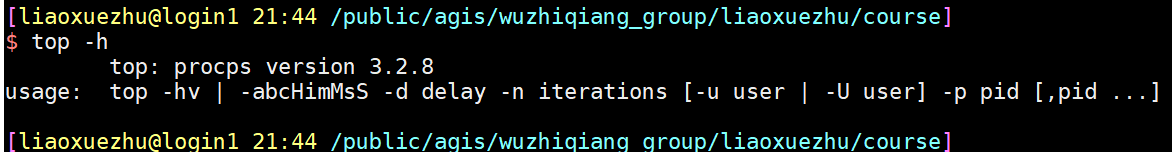 [liaoxuezhu@login1 21:44 /public/agis/wuzhiqiang_group/liaoxuezhu/course]
$ top -h
        top: procps version 3.2.8
usage:  top -hv | -abcHimMsS -d delay -n iterations [-u user | -U user] -p pid [,pid ...]
[liaoxuezhu@login1 21:44 /public/agis/wuzhiqiang_group/liaoxuezhu/course]